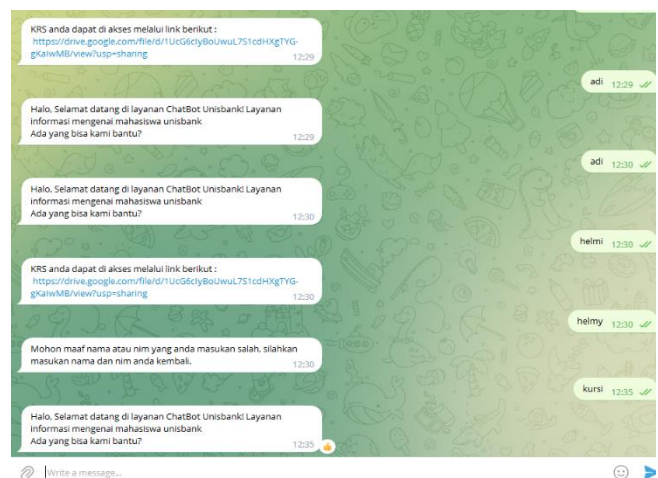 KRS anda dapat di akses melalui link berikut :
https://drive.google.com/file/d/1UcG6cIyBoUwuL7S1cdHXgTYG-
gKaIwMB/view?usp=sharing
12:29
adi 12:29
Halo, Selamat datang di layanan ChatBot Unisbank! Layanan
informasi mengenai mahasiswa unisbank
Ada yang bisa kami bantu?
12:29
adi 12:30
Halo, Selamat datang di layanan ChatBot Unisbank! Layanan
informasi mengenai mahasiswa unisbank
Ada yang bisa kami bantu?
12:30
helmi 12:30
KRS anda dapat di akses melalui link berikut :
https://drive.google.com/file/d/1UcG6cIyBoUwuL7S1cdHXgTYG-
gKaIwMB/view?usp=sharing
12:30
helmy 12:30
Mohon maaf nama atau nim yang anda masukan salah, silahkan
masukan nama dan nim anda kembali.
12:30
kursi 12:35
Halo, Selamat datang di layanan ChatBot Unisbank! Layanan
informasi mengenai mahasiswa unisbank
Ada yang bisa kami bantu?
12:35
Write a message...